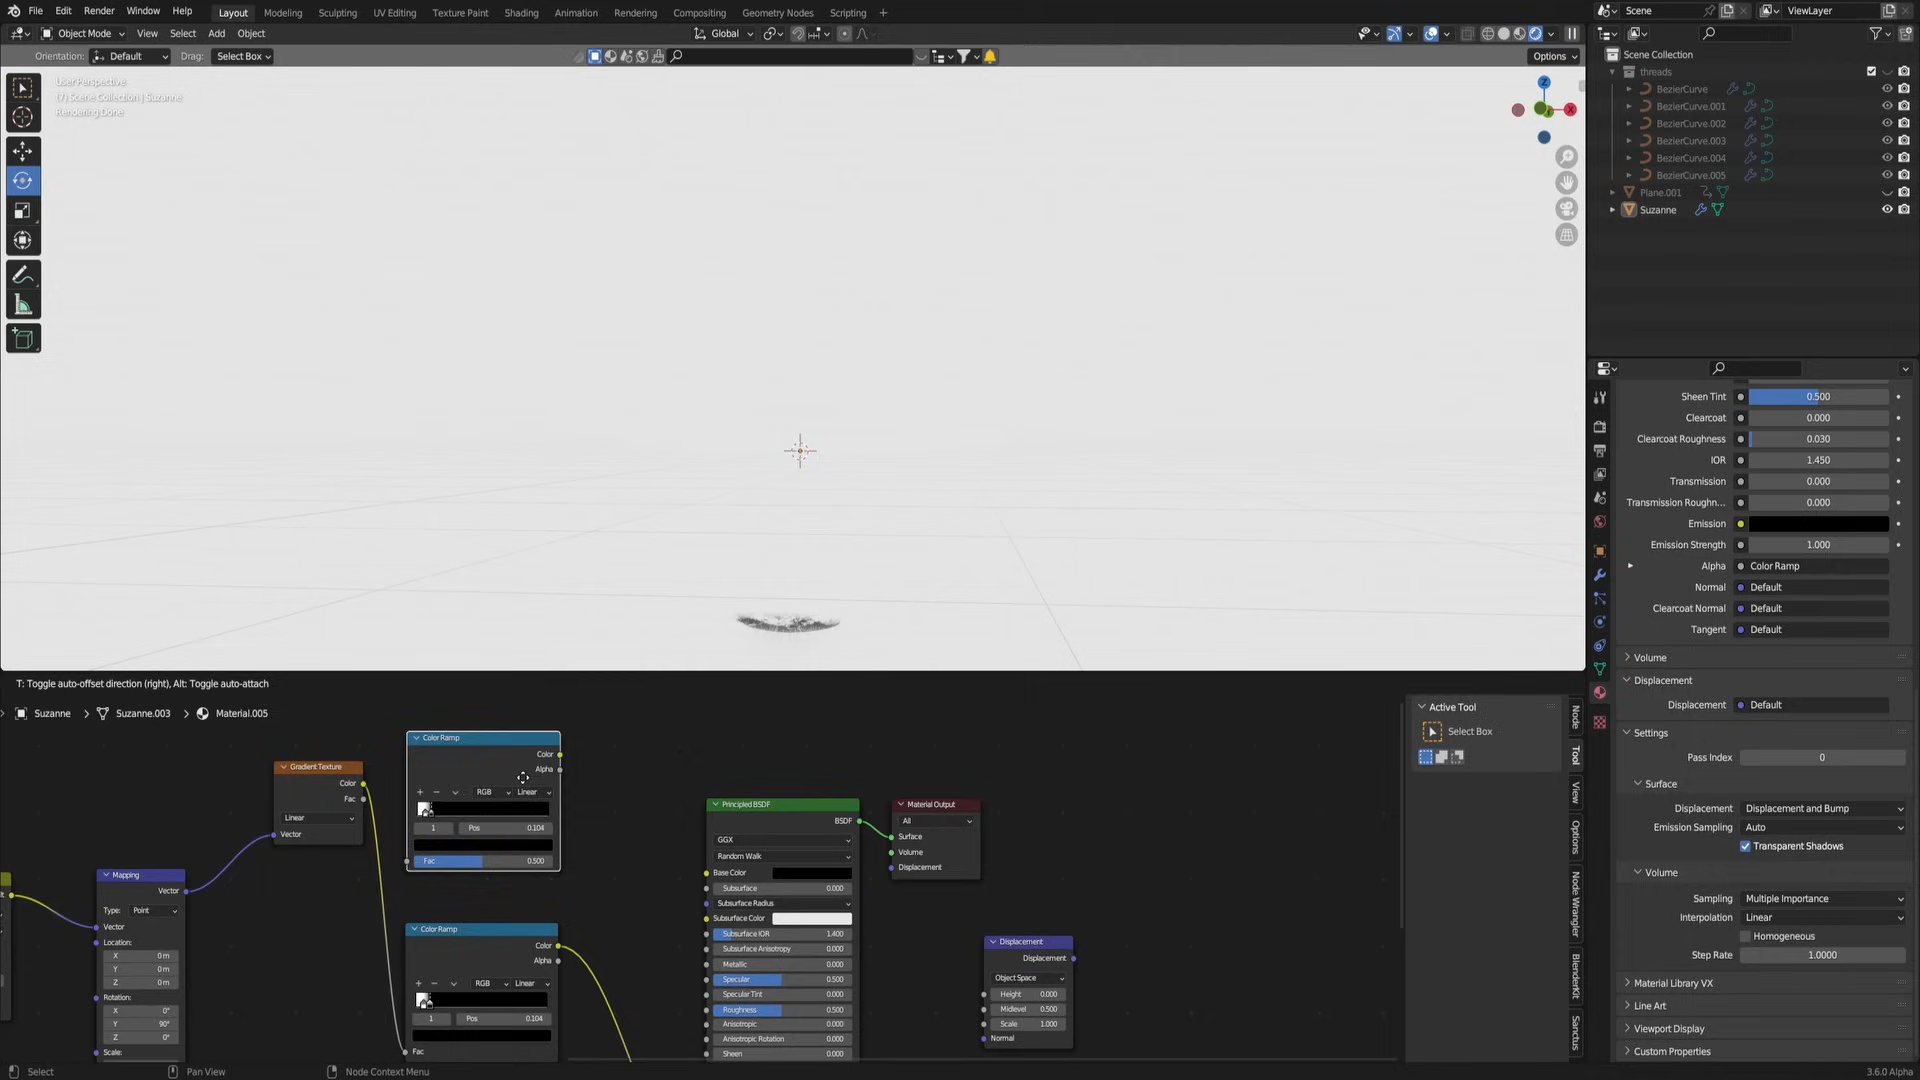 File Edit Render Window Help Layout Modeling Sculpting UV Editing Texture Paint Shading Animation Rendering Compositing Geometry Nodes Scripting + Scene ViewLayer
Object Mode View Select Add Object Global
Orientation: Default Drag: Select Box Options
User Perspective
(7) Scene Collection | Suzanne
Rendering Done
Z
X
Scene Collection
threads
BezierCurve
BezierCurve.001
BezierCurve.002
BezierCurve.003
BezierCurve.004
BezierCurve.005
Plane.001
Suzanne
Sheen Tint 0.500
Clearcoat 0.000
Clearcoat Roughness 0.030
IOR 1.450
Transmission 0.000
Transmission Roughn... 0.000
Emission
Emission Strength 1.000
Alpha Color Ramp
Normal Default
Clearcoat Normal Default
Tangent Default
Volume
Displacement
Displacement Default
Settings
Pass Index 0
Surface
Displacement Displacement and Bump
Emission Sampling Auto
Transparent Shadows
Volume
Sampling Multiple Importance
Interpolation Linear
Homogeneous
Step Rate 1.0000
Material Library VX
Line Art
Viewport Display
Custom Properties
T: Toggle auto-offset direction (right), Alt: Toggle auto-attach
Suzanne > Suzanne.003 > Material.005
Mapping
Vector
Type: Point
Vector
Location:
X 0 m
Y 0 m
Z 0 m
Rotation:
X 0°
Y 90°
Z 0°
Scale:
Gradient Texture
Color
Fac
Linear
Vector
Color Ramp
Color
Alpha
+ − RGB Linear
1 Pos 0.104
Fac 0.500
Color Ramp
Color
Alpha
+ − RGB Linear
1 Pos 0.104
Fac
Principled BSDF
BSDF
GGX
Random Walk
Base Color
Subsurface 0.000
Subsurface Radius
Subsurface Color
Subsurface IOR 1.400
Subsurface Anisotropy 0.000
Metallic 0.000
Specular 0.500
Specular Tint 0.000
Roughness 0.500
Anisotropic 0.000
Anisotropic Rotation 0.000
Sheen 0.000
Material Output
All
Surface
Volume
Displacement
Displacement
Displacement
Object Space
Height 0.000
Midlevel 0.500
Scale 1.000
Normal
Active Tool
Select Box
Node
Tool
View
Options
Node Wrangler
BlenderKit
Sanctus
Select Pan View Node Context Menu 3.6.0 Alpha